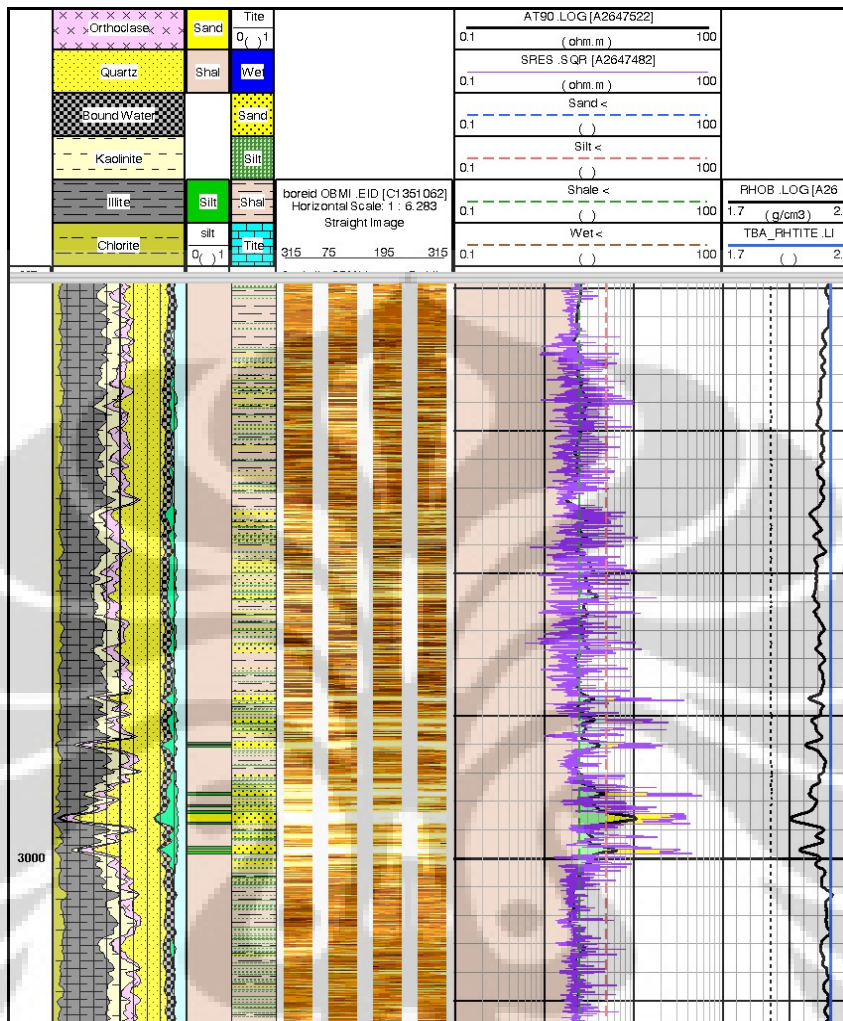 Orthoclase
Quartz
Bound Water
Kaolinite
Illite
Chlorite
Sand
Shal
Silt
silt
0( )1
Tite
0( )1
Wet
Sand
Silt
Shal
Tite
boreid OBMI .EID [C1351062]
Horizontal Scale: 1 : 6.283
Straight Image
315 75 195 315
AT90 .LOG [A2647522]
0.1 ( ohm.m ) 100
SRES .SQR [A2647482]
0.1 ( ohm.m ) 100
Sand <
0.1 ( ) 100
Silt <
0.1 ( ) 100
Shale <
0.1 ( ) 100
Wet <
0.1 ( ) 100
RHOB .LOG [A26
1.7 (g/cm3) 2.
TBA_RHTITE .LI
1.7 ( ) 2.
3000